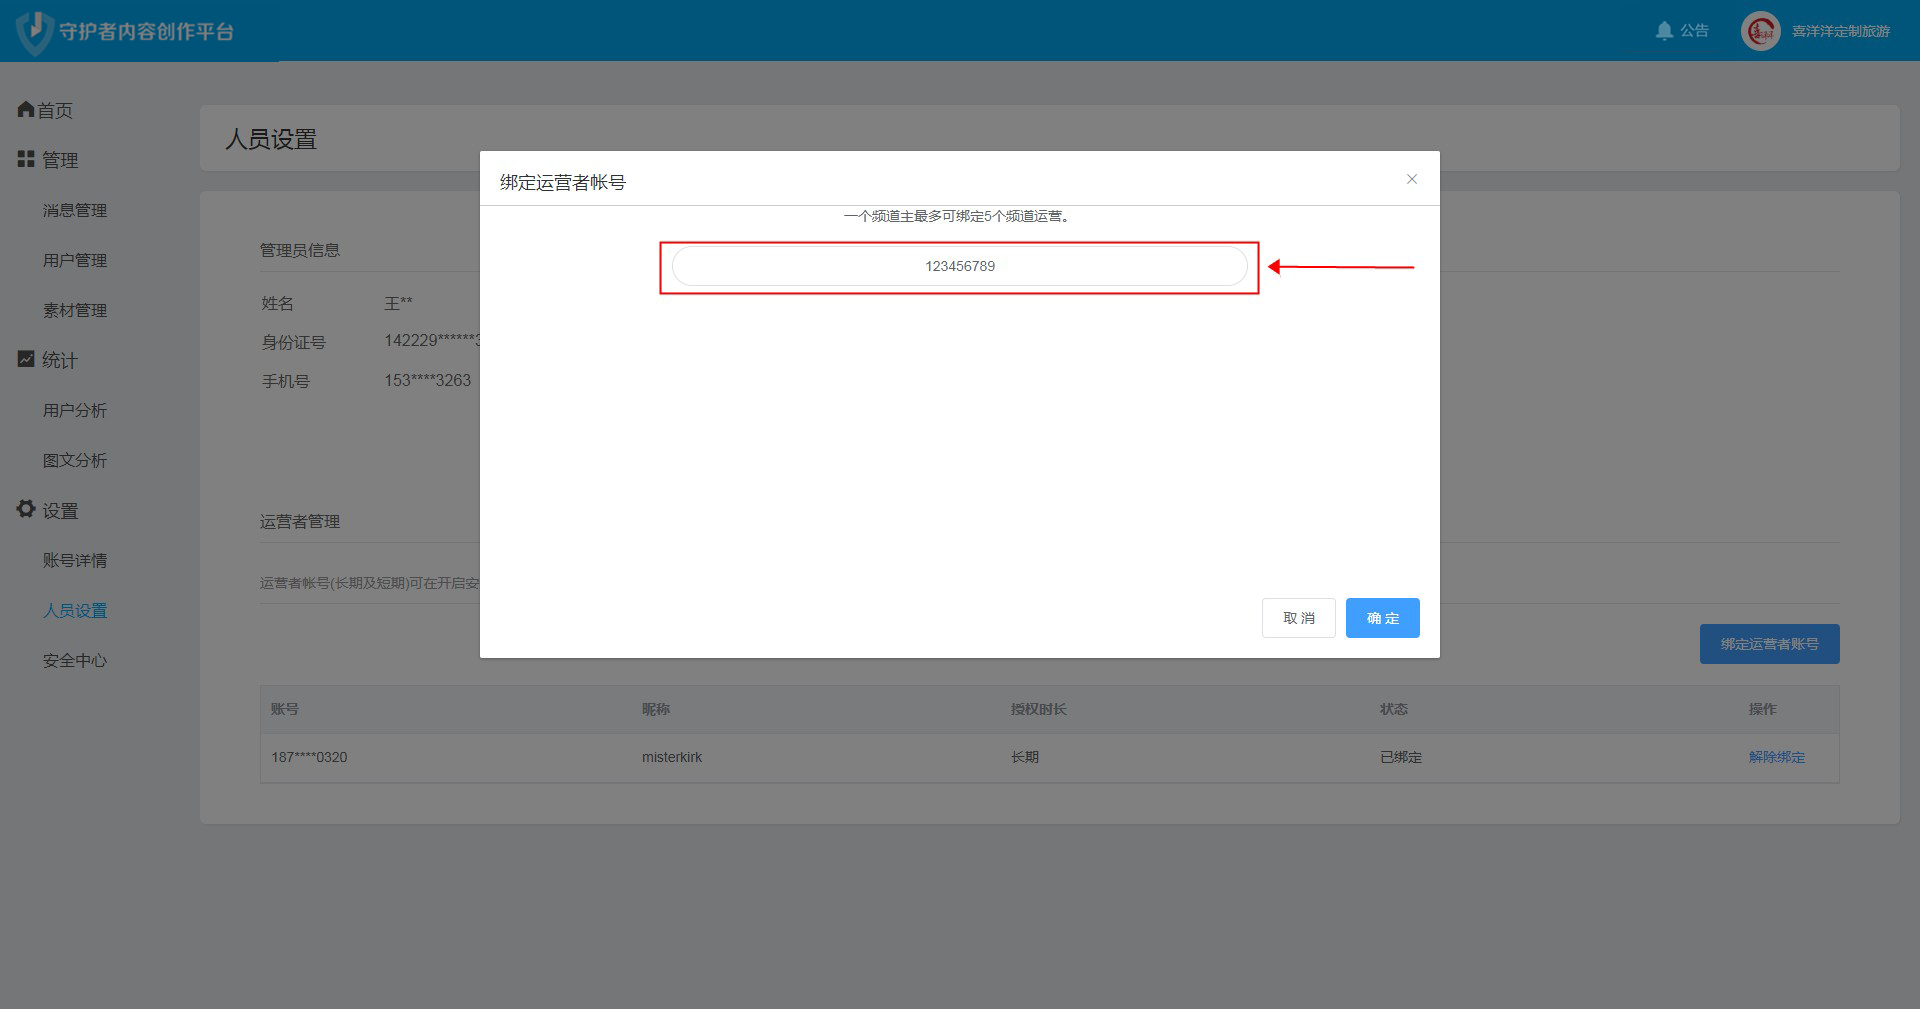 守护者内容创作平台
公告
喜洋洋定制旅游
首页
管理
消息管理
用户管理
素材管理
统计
用户分析
图文分析
设置
账号详情
人员设置
安全中心
人员设置
管理员信息
姓名 王**
身份证号 142229******3
手机号 153****3263
运营者管理
运营者帐号(长期及短期)可在开启安
绑定运营者账号
账号 昵称 授权时长 状态 操作
187****0320 misterkirk 长期 已绑定 解除绑定
绑定运营者帐号
一个频道主最多可绑定5个频道运营。
123456789
取 消
确 定